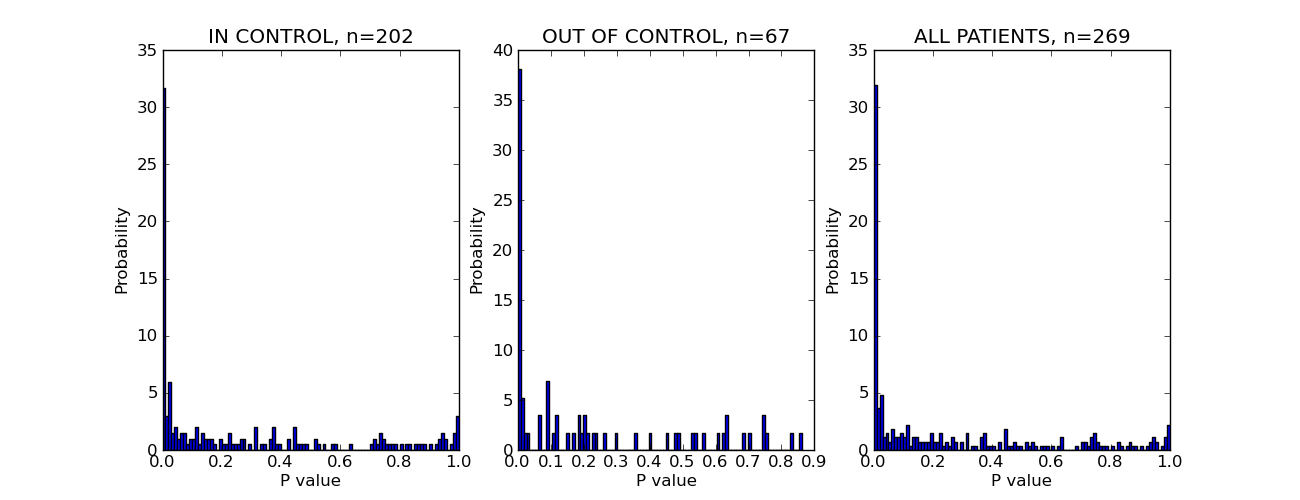 IN CONTROL, n=202
35
30
25
20
15
10
5
0
Probability
0.0 0.2 0.4 0.6 0.8 1.0
P value
OUT OF CONTROL, n=67
40
35
30
25
20
15
10
5
0
Probability
0.0 0.1 0.2 0.3 0.4 0.5 0.6 0.7 0.8 0.9
P value
ALL PATIENTS, n=269
35
30
25
20
15
10
5
0
Probability
0.0 0.2 0.4 0.6 0.8 1.0
P value